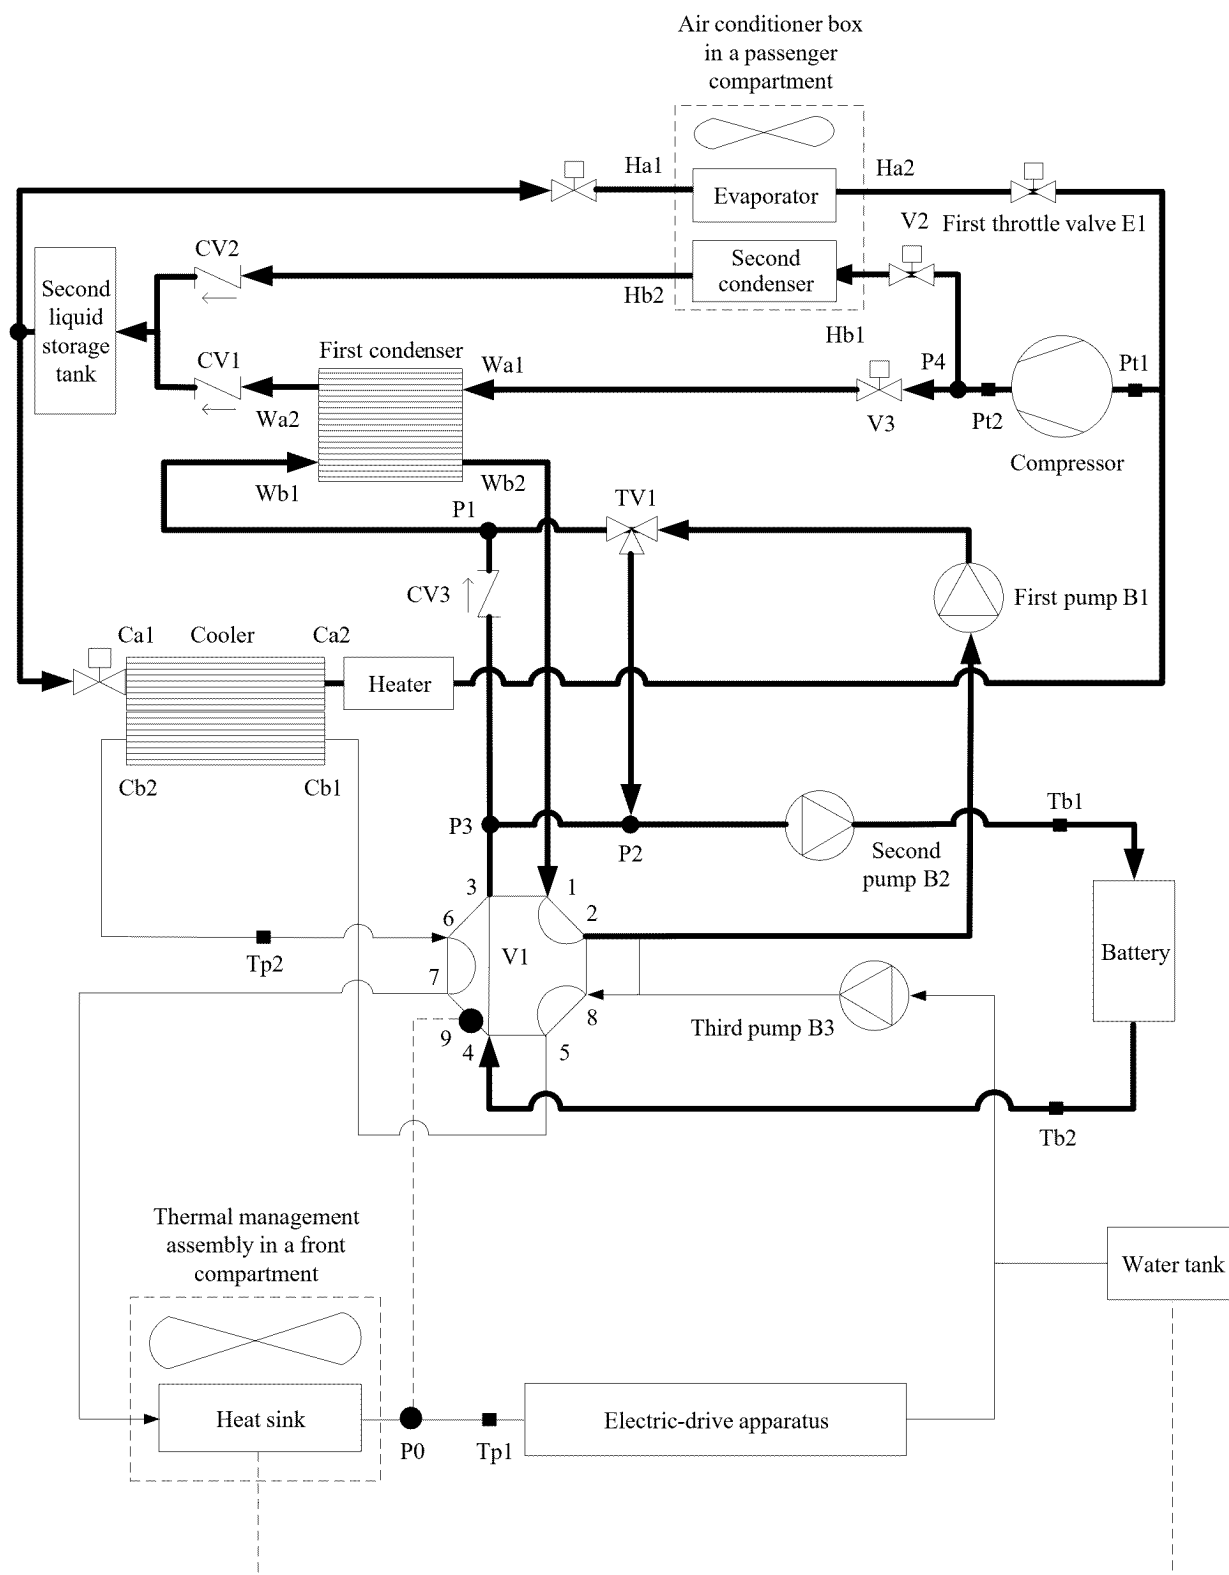 Air conditioner box
in a passenger
compartment
Ha1
Evaporator
Ha2
V2
First throttle valve E1
CV2
Second
condenser
Hb2
Hb1
Second
liquid
storage
tank
First condenser
CV1
Wa1
Wa2
P4
Pt1
V3
Pt2
Compressor
Wb1
Wb2
P1
TV1
CV3
First pump B1
Ca1
Cooler
Ca2
Heater
Cb2
Cb1
P3
P2
Tb1
Second
pump B2
3
1
6
2
Tp2
V1
Battery
7
8
Third pump B3
9
4
5
Tb2
Thermal management
assembly in a front
compartment
Water tank
Heat sink
Electric-drive apparatus
P0
Tp1